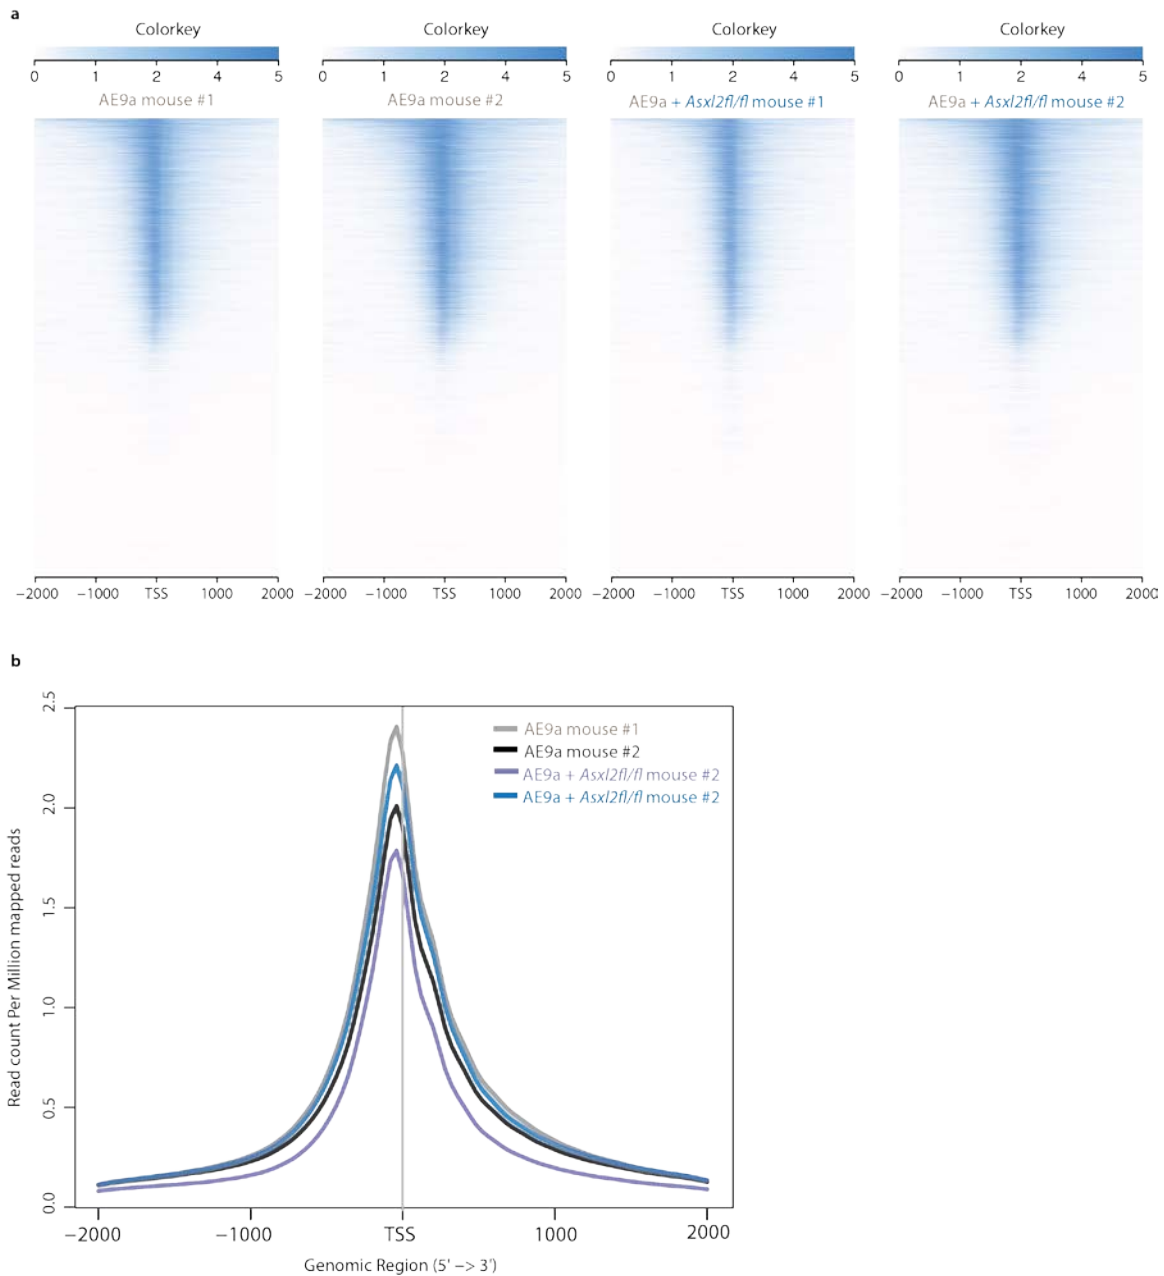 a
Colorkey Colorkey Colorkey Colorkey
0 1 2 4 5 0 1 2 4 5 0 1 2 4 5 0 1 2 4 5
AE9a mouse #1 AE9a mouse #2 AE9a + Asxl2fl/fl mouse #1 AE9a + Asxl2fl/fl mouse #2
−2000 −1000 TSS 1000 2000 −2000 −1000 TSS 1000 2000 −2000 −1000 TSS 1000 2000 −2000 −1000 TSS 1000 2000
b
Read count Per Million mapped reads
2.5
2.0
1.5
1.0
0.5
0.0
AE9a mouse #1
AE9a mouse #2
AE9a + Asxl2fl/fl mouse #2
AE9a + Asxl2fl/fl mouse #2
−2000 −1000 TSS 1000 2000
Genomic Region (5' −> 3')